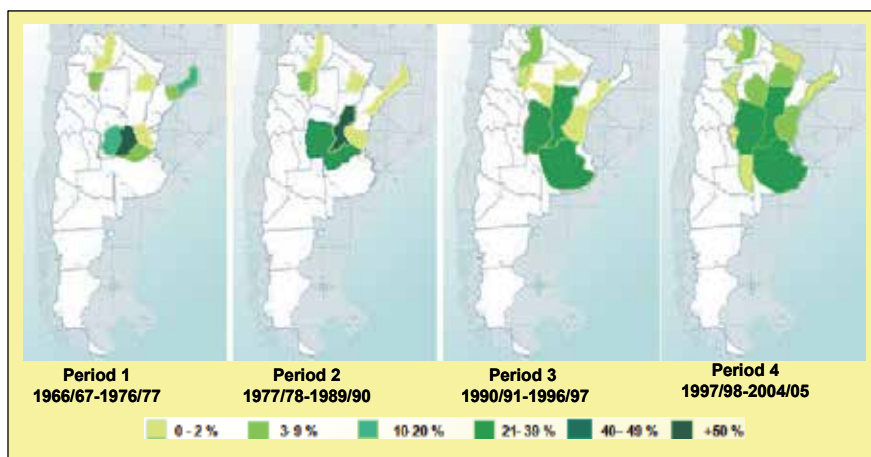 Period 1
1966/67-1976/77
Period 2
1977/78-1989/90
Period 3
1990/91-1996/97
Period 4
1997/98-2004/05
0 - 2 %
3-9 %
10-20 %
21- 39 %
40– 49 %
+50 %